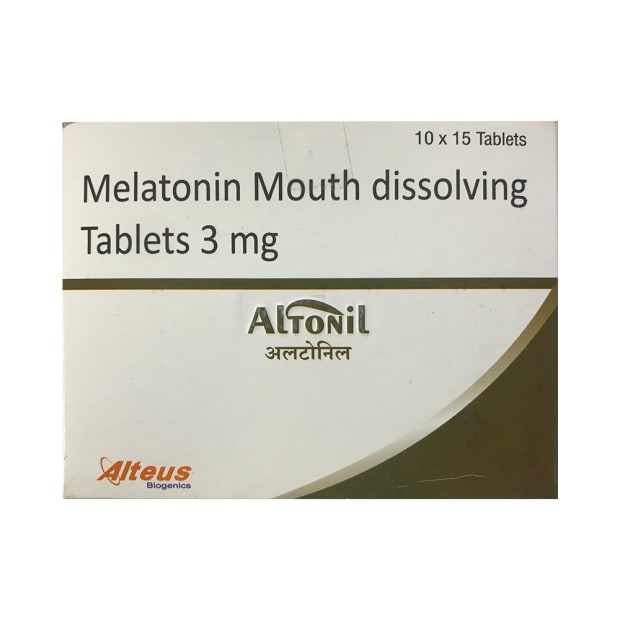 10 x 15 Tablets
Melatonin Mouth dissolving
Tablets 3 mg
ALTONiL
अलटोनिल
Alteus
Biogenics